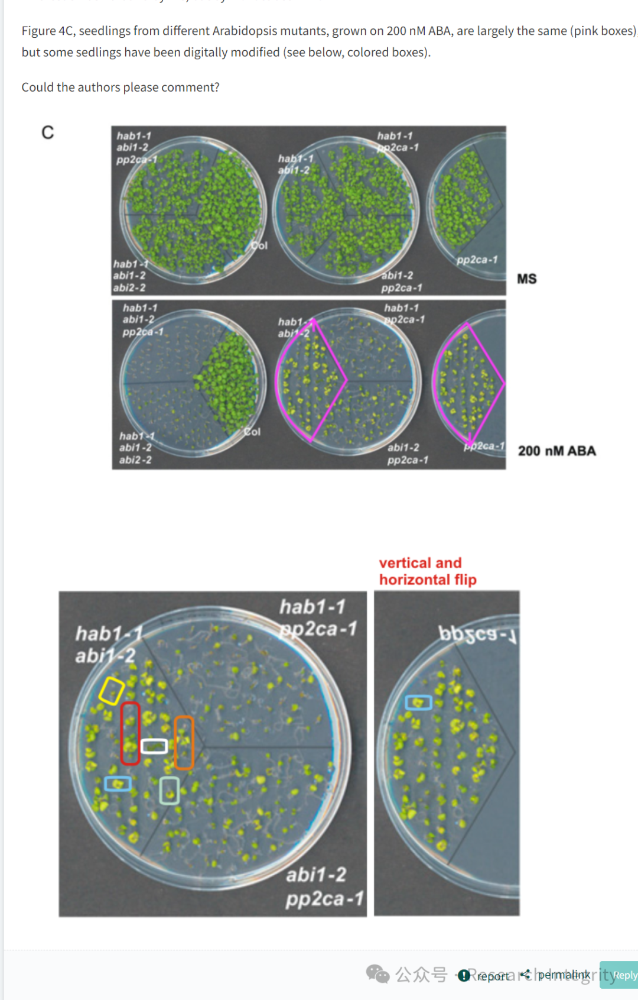 Figure 4C, seedlings from different Arabidopsis mutants, grown on 200 nM ABA, are largely the same (pink boxes),
but some sedlings have been digitally modified (see below, colored boxes).
Could the authors please comment?
C
hab1-1
abi1-2
pp2ca-1
hab1-1
abi1-2
hab1-1
pp2ca-1
Col
hab1-1
abi1-2
abi2-2
abi1-2
pp2ca-1
pp2ca-1
MS
hab1-1
abi1-2
pp2ca-1
hab1-1
abi1-2
hab1-1
pp2ca-1
Col
hab1-1
abi1-2
abi2-2
abi1-2
pp2ca-1
pp2ca-1
200 nM ABA
vertical and
horizontal flip
hab1-1
abi1-2
hab1-1
pp2ca-1
pp2ca-1
abi1-2
pp2ca-1
公众号 · Research Integrity
report
permalink
Reply